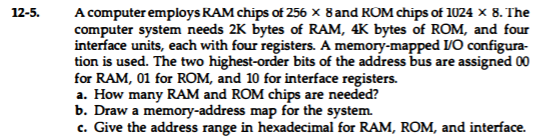 12-5. A computer employs RAM chips of 256 × 8 and ROM chips of 1024 × 8. The
computer system needs 2K bytes of RAM, 4K bytes of ROM, and four
interface units, each with four registers. A memory-mapped I/O configura-
tion is used. The two highest-order bits of the address bus are assigned 00
for RAM, 01 for ROM, and 10 for interface registers.
a. How many RAM and ROM chips are needed?
b. Draw a memory-address map for the system.
c. Give the address range in hexadecimal for RAM, ROM, and interface.